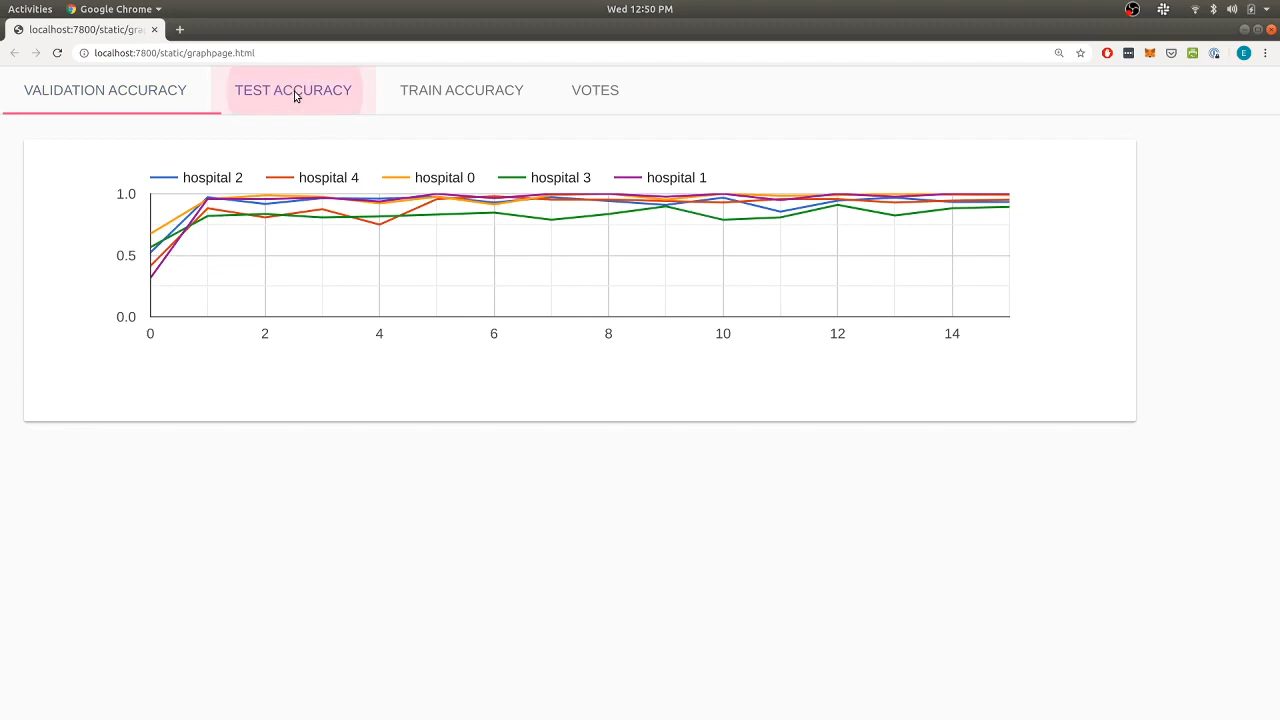 Activities Google Chrome Wed 12:50 PM
localhost:7800/static/gra
localhost:7800/static/graphpage.html E
VALIDATION ACCURACY TEST ACCURACY TRAIN ACCURACY VOTES
hospital 2 hospital 4 hospital 0 hospital 3 hospital 1
1.0
0.5
0.0
0 2 4 6 8 10 12 14